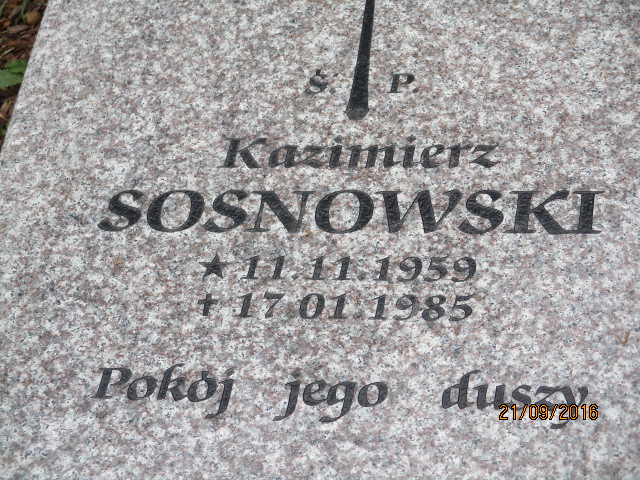 Ś. P.
Kazimierz
SOSNOWSKI
★ 11.11.1959
+ 17.01.1985
Pokój jego duszy
21/09/2016